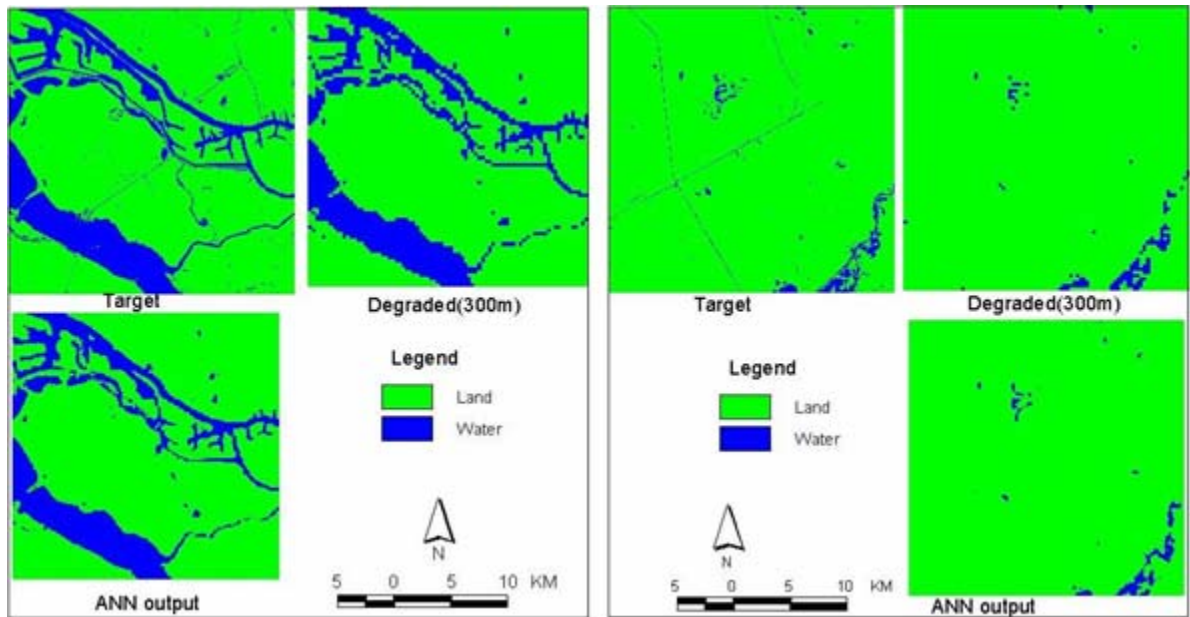 Target
Degraded(300m)
Legend
Land
Water
N
5 0 5 10 KM
ANN output
Target
Degraded(300m)
Legend
Land
Water
N
5 0 5 10 KM
ANN output